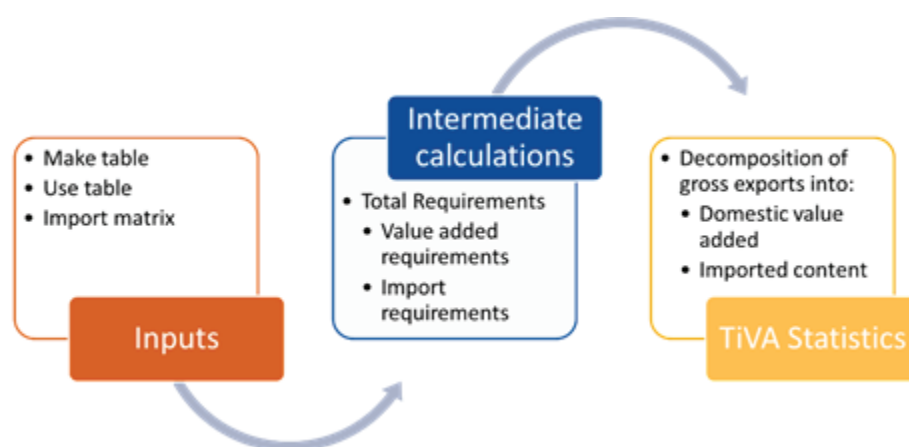 • Make table
• Use table
• Import matrix
Inputs
Intermediate
calculations
• Total Requirements
• Value added
requirements
• Import
requirements
• Decomposition of
gross exports into:
• Domestic value
added
• Imported content
TiVA Statistics